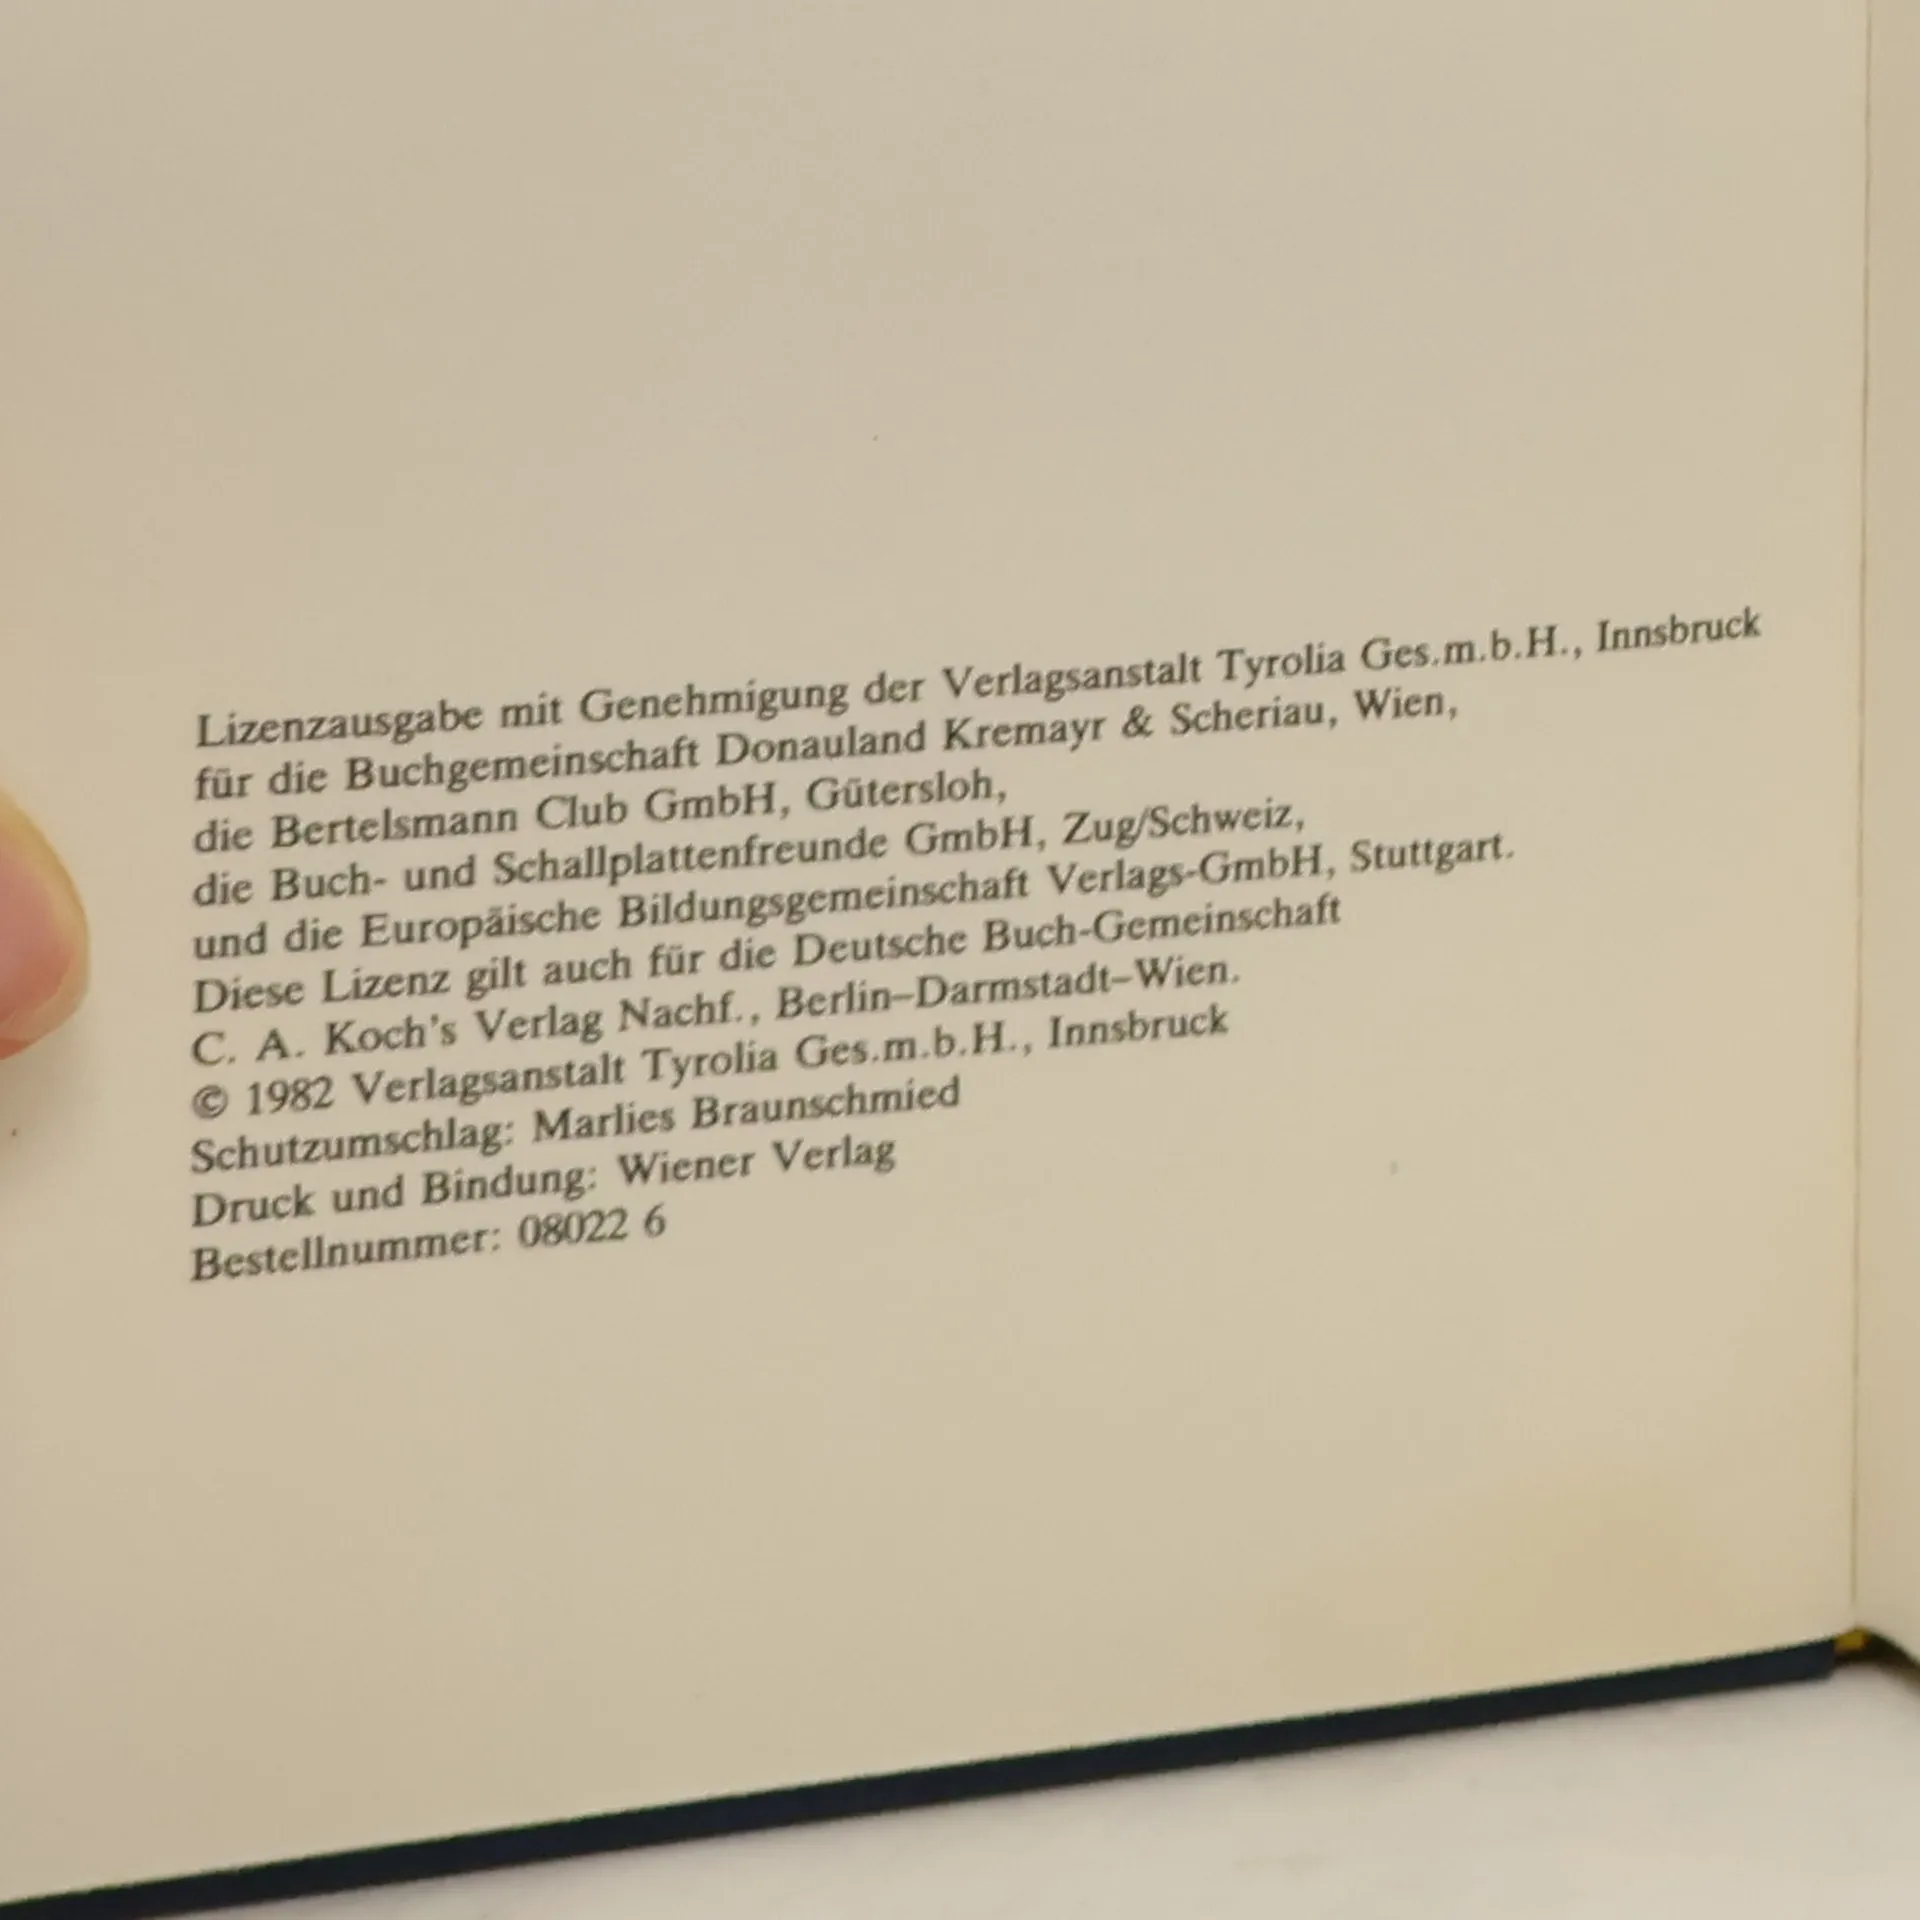 Lizenzausgabe mit Genehmigung der Verlagsanstalt Tyrolia Ges.m.b.H., Innsbruck
für die Buchgemeinschaft Donauland Kremayr & Scheriau, Wien,
die Bertelsmann Club GmbH, Gütersloh,
die Buch- und Schallplattenfreunde GmbH, Zug/Schweiz,
und die Europäische Bildungsgemeinschaft Verlags-GmbH, Stuttgart.
Diese Lizenz gilt auch für die Deutsche Buch-Gemeinschaft
C. A. Koch's Verlag Nachf., Berlin–Darmstadt–Wien.
© 1982 Verlagsanstalt Tyrolia Ges.m.b.H., Innsbruck
Schutzumschlag: Marlies Braunschmied
Druck und Bindung: Wiener Verlag
Bestellnummer: 08022 6